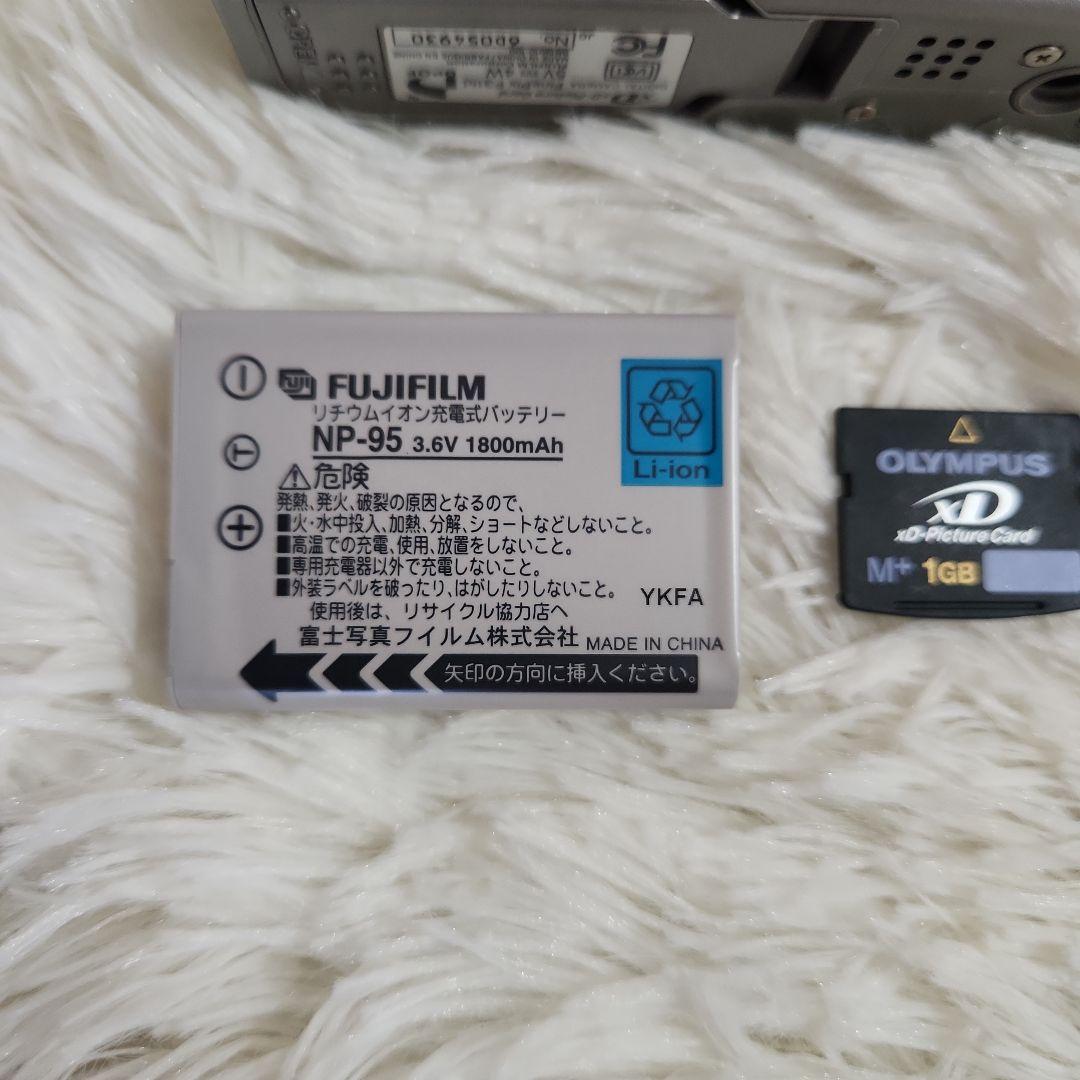 OPEN
No. 6D054930
FC
FUJIFILM
リチウムイオン充電式バッテリー
NP-95 3.6V 1800mAh
危険
発熱、発火、破裂の原因となるので、
■火・水中投入、加熱、分解、ショートなどしないこと。
■高温での充電、使用、放置をしないこと。
■専用充電器以外で充電しないこと。
■外装ラベルを破ったり、はがしたりしないこと。
使用後は、リサイクル協力店へ
YKFA
富士写真フイルム株式会社 MADE IN CHINA
矢印の方向に挿入ください。
Li-ion
T
OLYMPUS
xD
xD-Picture Card
M+ 1GB